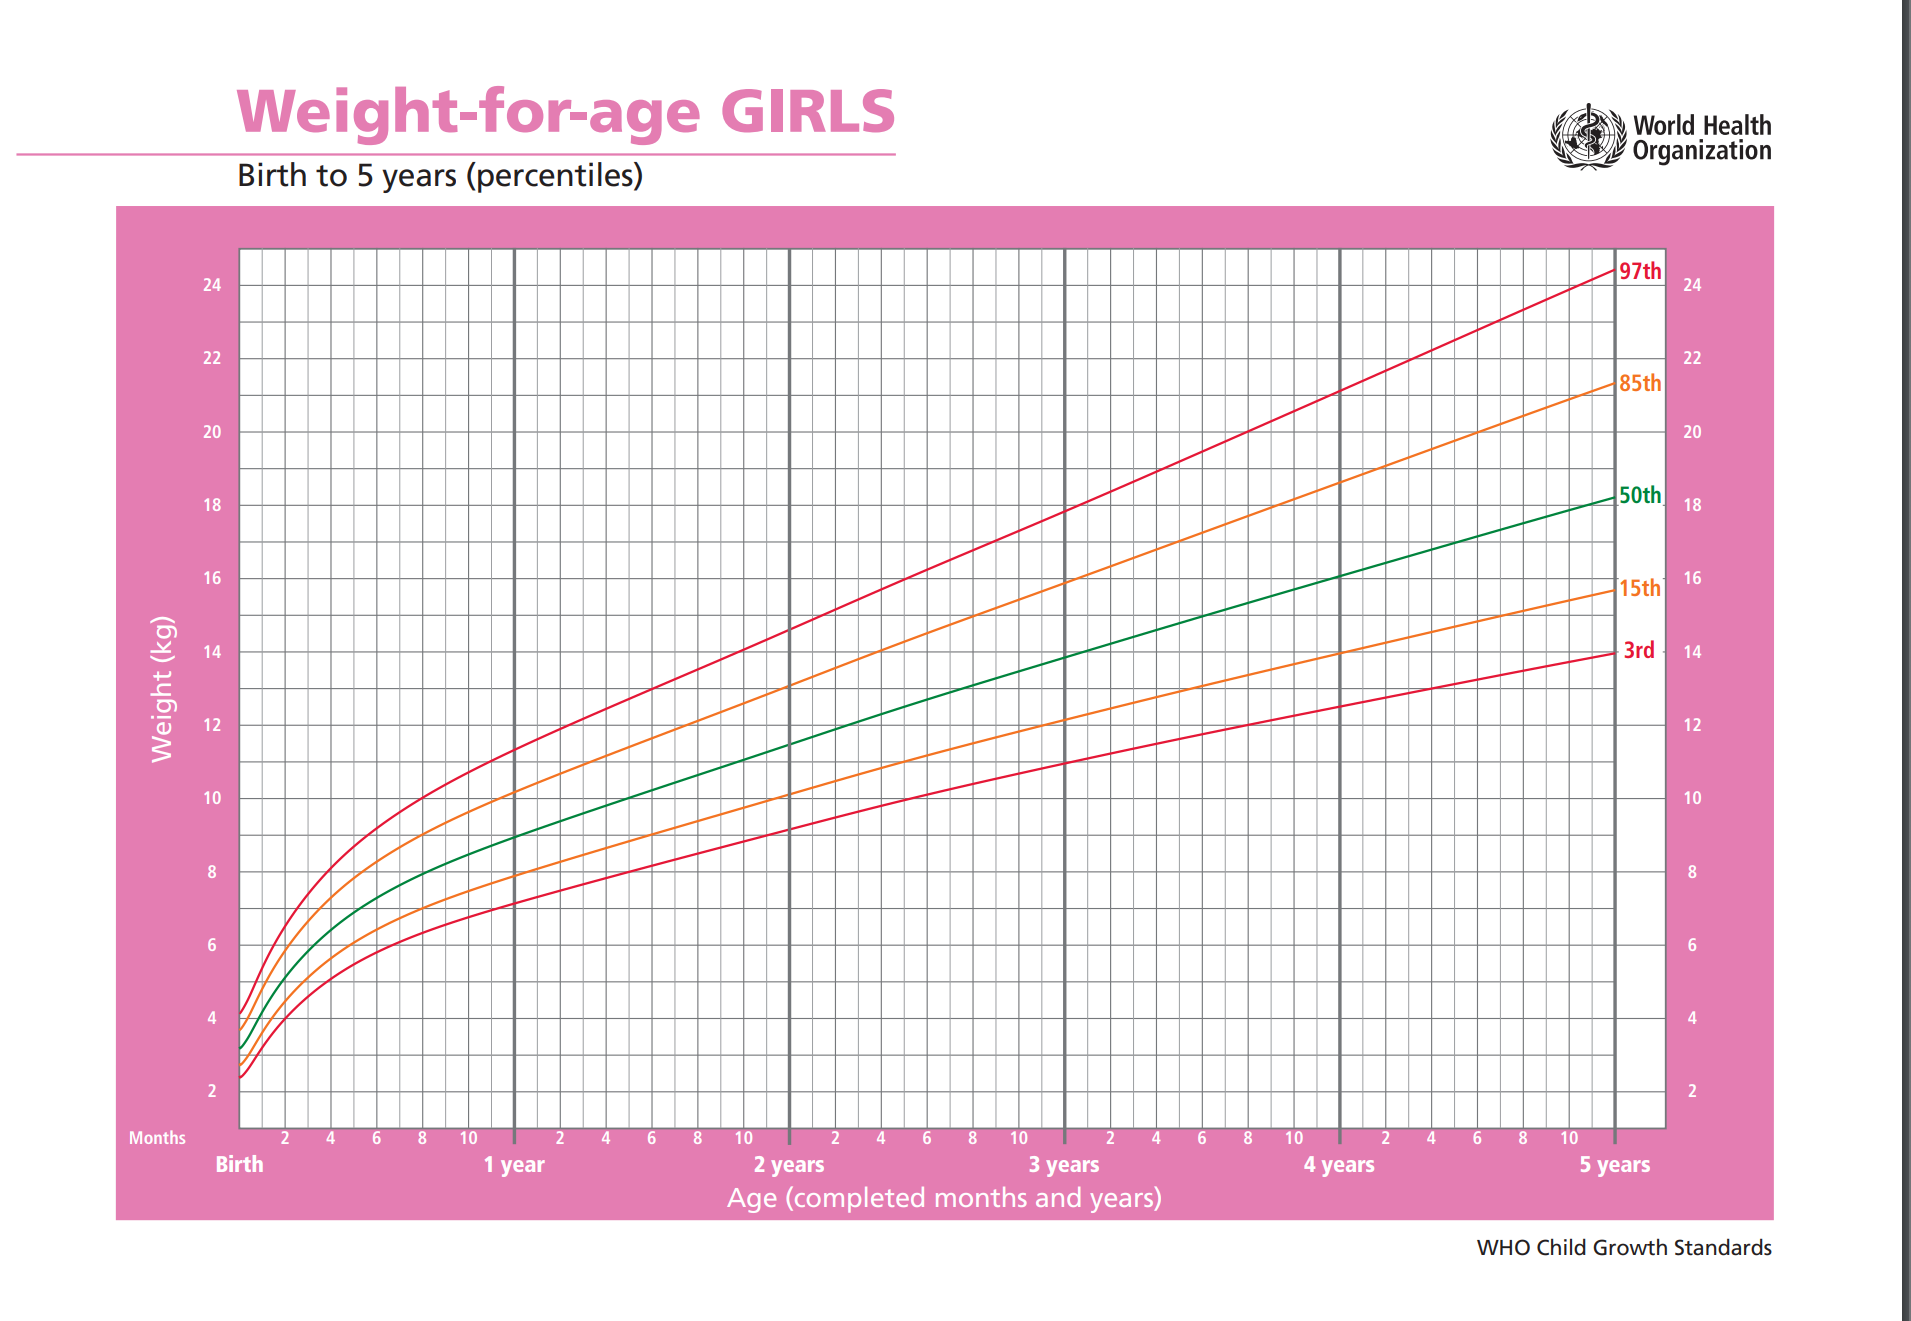 Weight-for-age GIRLS
Birth to 5 years (percentiles)
World Health
Organization
97th
24 24
85th
22 22
20 20
50th
18 18
15th
16 16
3rd
14 14
12 12
10 10
8 8
6 6
4 4
2 2
Weight (kg)
Months 2 4 6 8 10 2 4 6 8 10 2 4 6 8 10 2 4 6 8 10 2 4 6 8 10
Birth 1 year 2 years 3 years 4 years 5 years
Age (completed months and years)
WHO Child Growth Standards